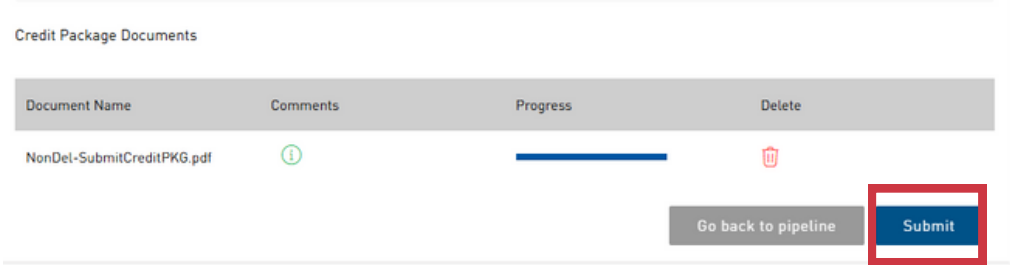 Credit Package Documents
Document Name Comments Progress Delete
NonDel-SubmitCreditPKG.pdf
Go back to pipeline Submit